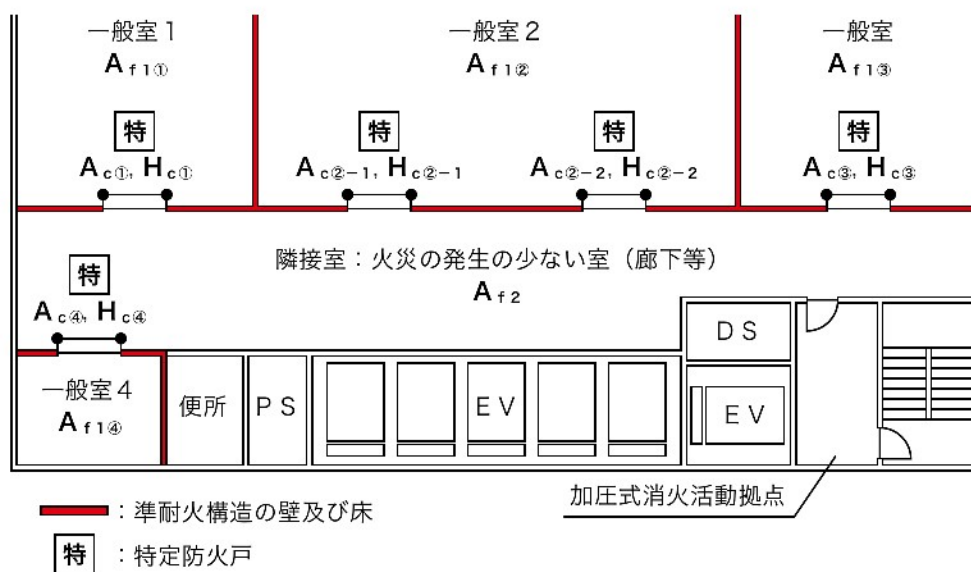 一般室1
Af1①
一般室2
Af1②
一般室
Af1③
特
特
特
特
Ac①, Hc①
Ac②-1, Hc②-1
Ac②-2, Hc②-2
Ac③, Hc③
隣接室：火災の発生の少ない室（廊下等）
Af2
特
Ac④, Hc④
一般室4
Af1④
便所
PS
EV
DS
EV
加圧式消火活動拠点
：準耐火構造の壁及び床
特 ：特定防火戸